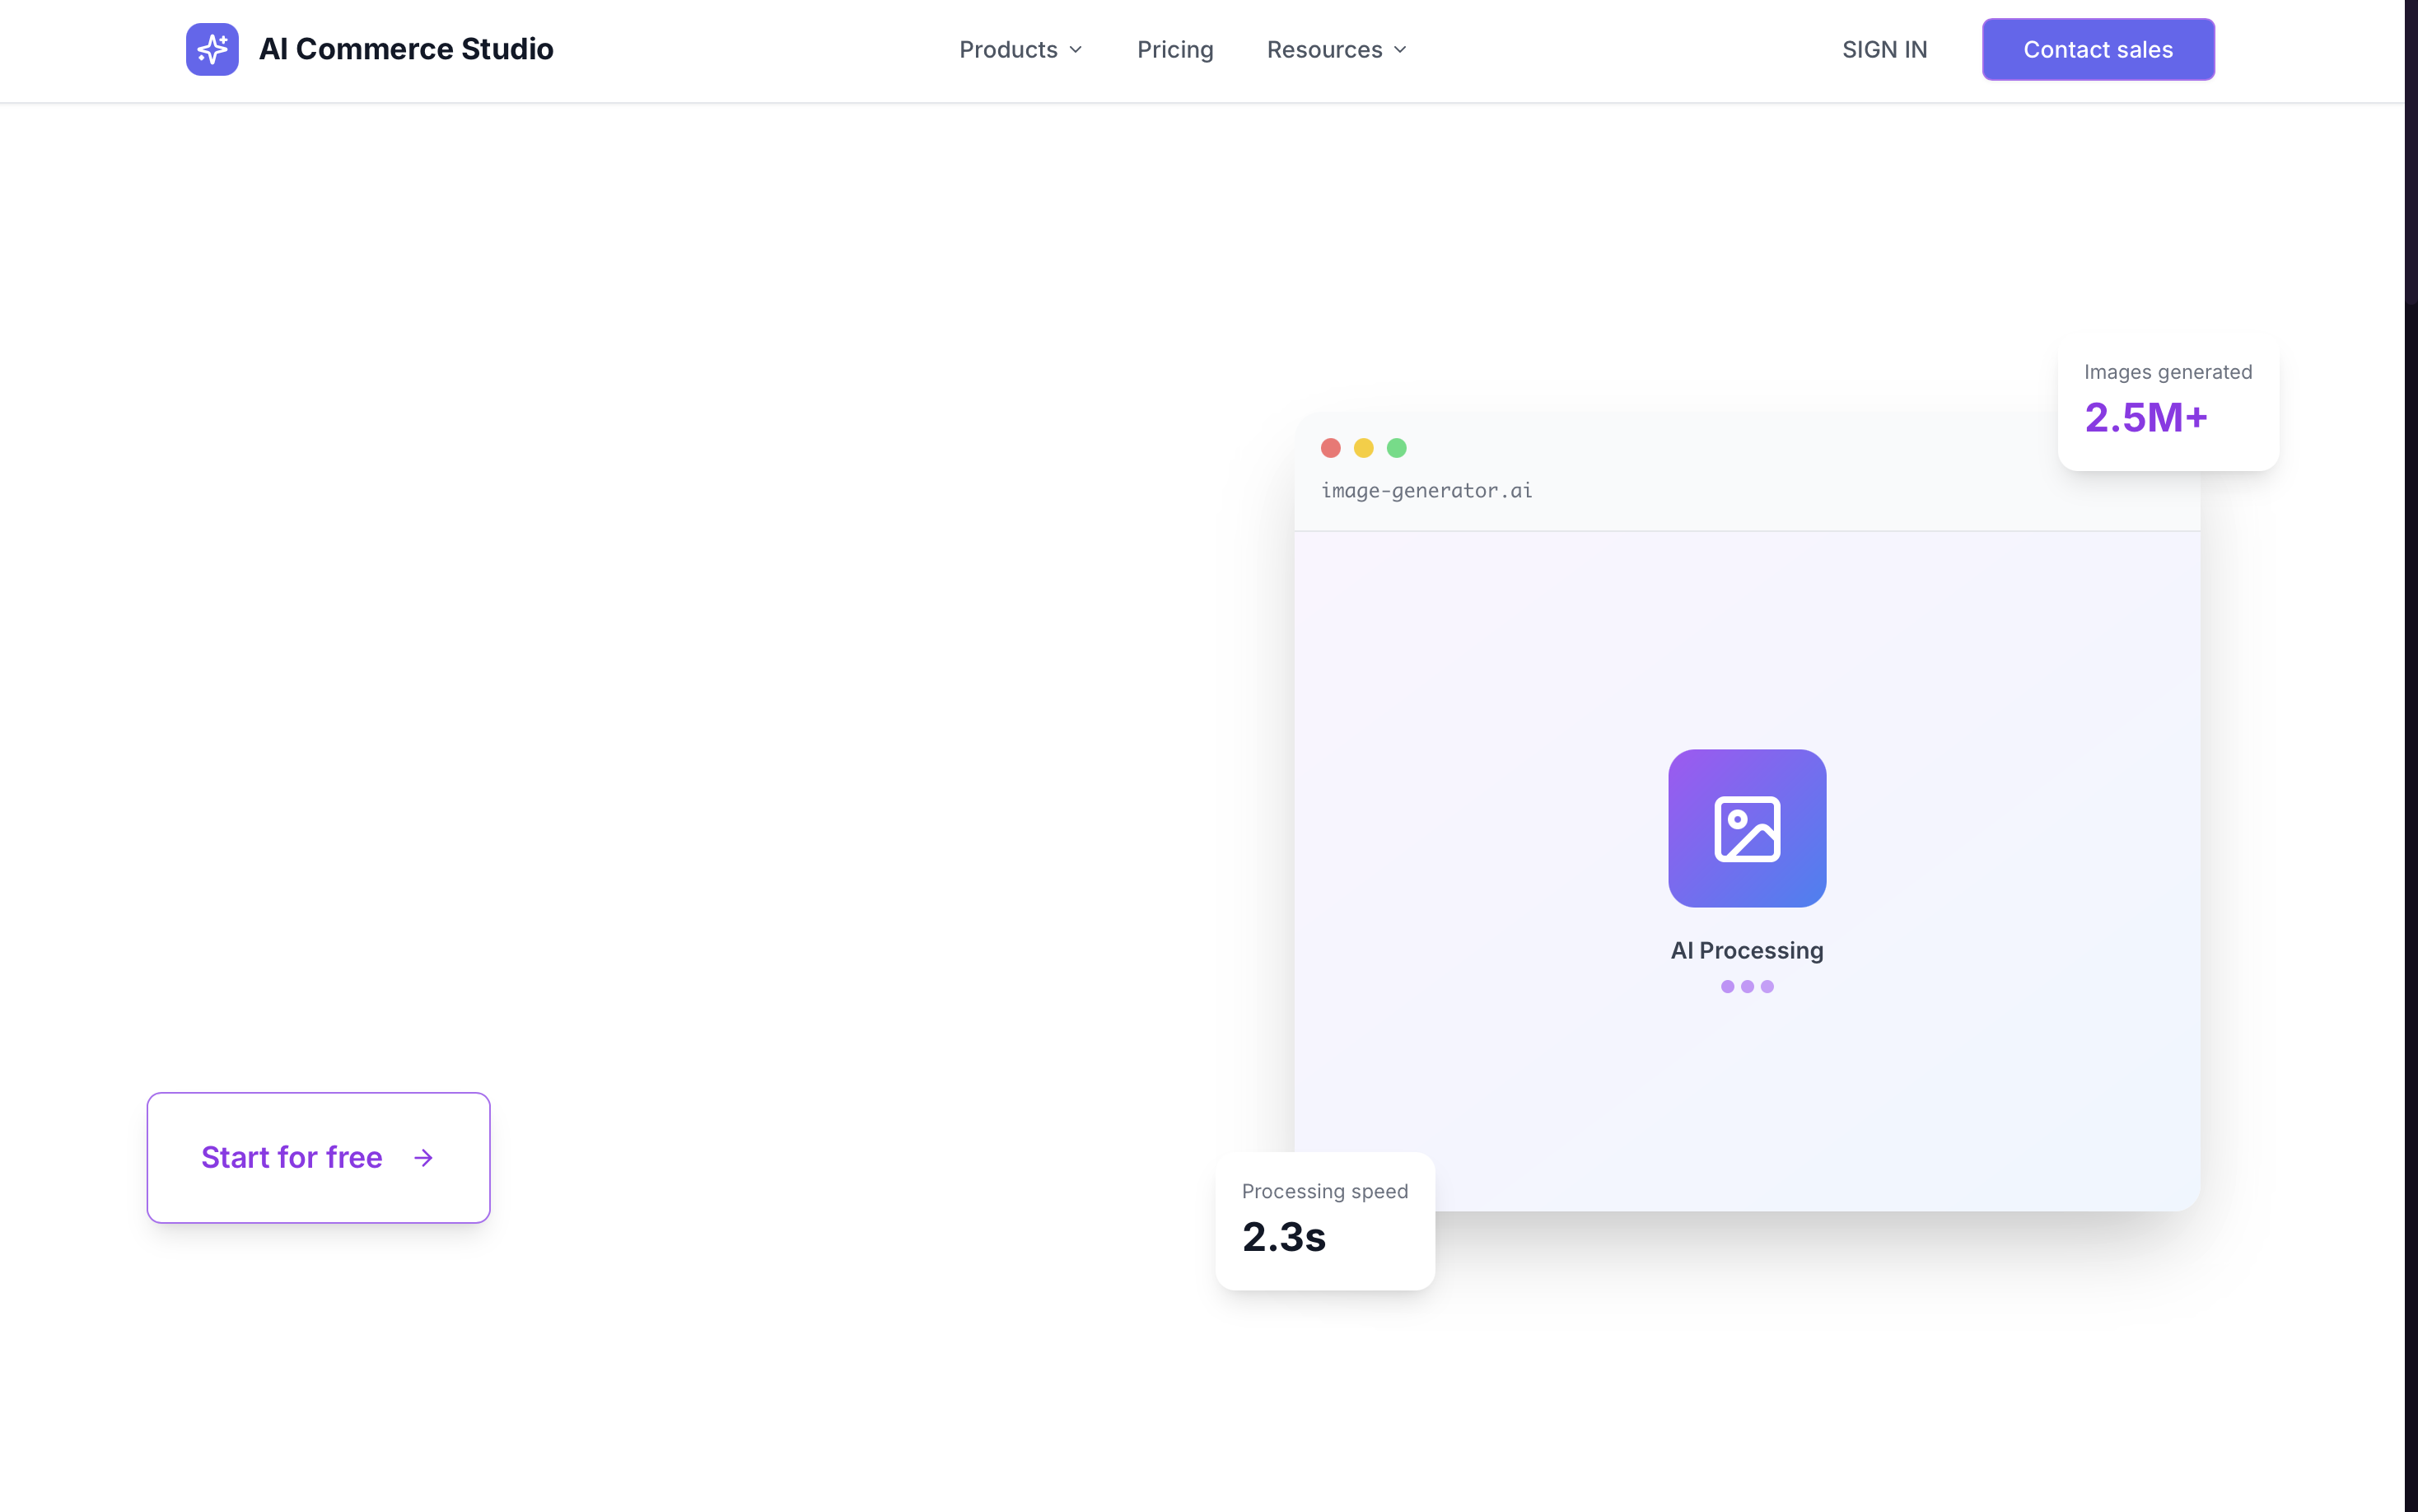 AI Commerce Studio
Products
Pricing
Resources
SIGN IN
Contact sales
Images generated
2.5M+
image-generator.ai
AI Processing
Start for free
Processing speed
2.3s